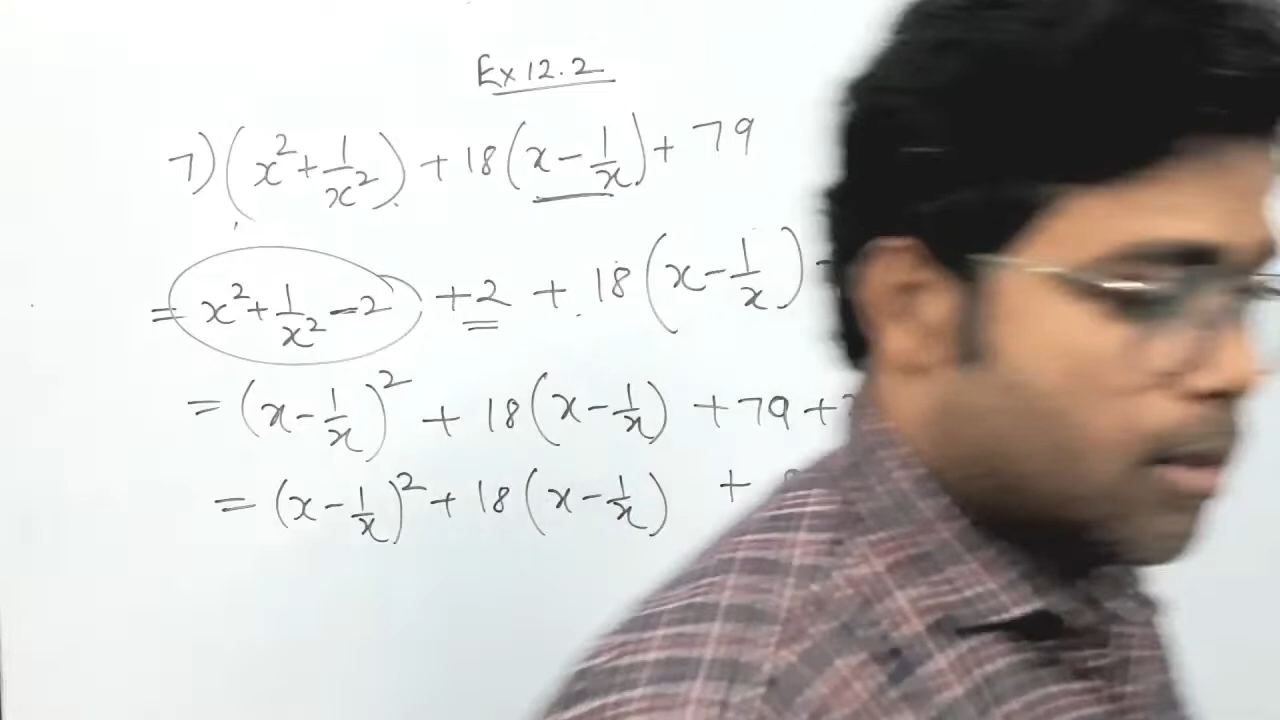 Ex 12.2
7) (x² + 1/x²) + 18(x - 1/x) + 79
= x² + 1/x² - 2 + 2 + 18(x - 1/x)
= (x - 1/x)² + 18(x - 1/x) + 79 +
= (x - 1/x)² + 18(x - 1/x) +